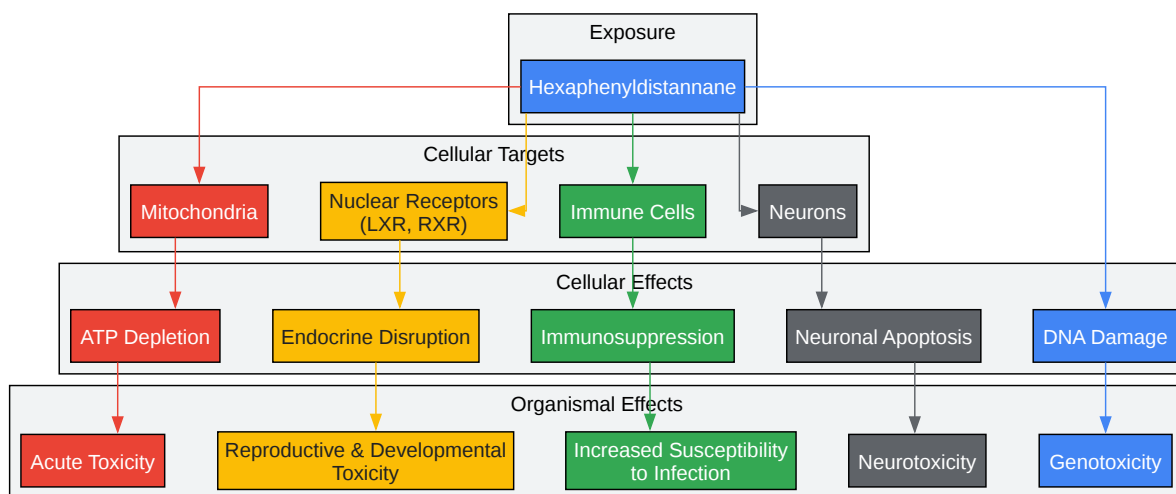 Exposure
Hexaphenyldistannane
Cellular Targets
Mitochondria
Nuclear Receptors
(LXR, RXR)
Immune Cells
Neurons
Cellular Effects
ATP Depletion
Endocrine Disruption
Immunosuppression
Neuronal Apoptosis
DNA Damage
Organismal Effects
Acute Toxicity
Reproductive & Developmental
Toxicity
Increased Susceptibility
to Infection
Neurotoxicity
Genotoxicity